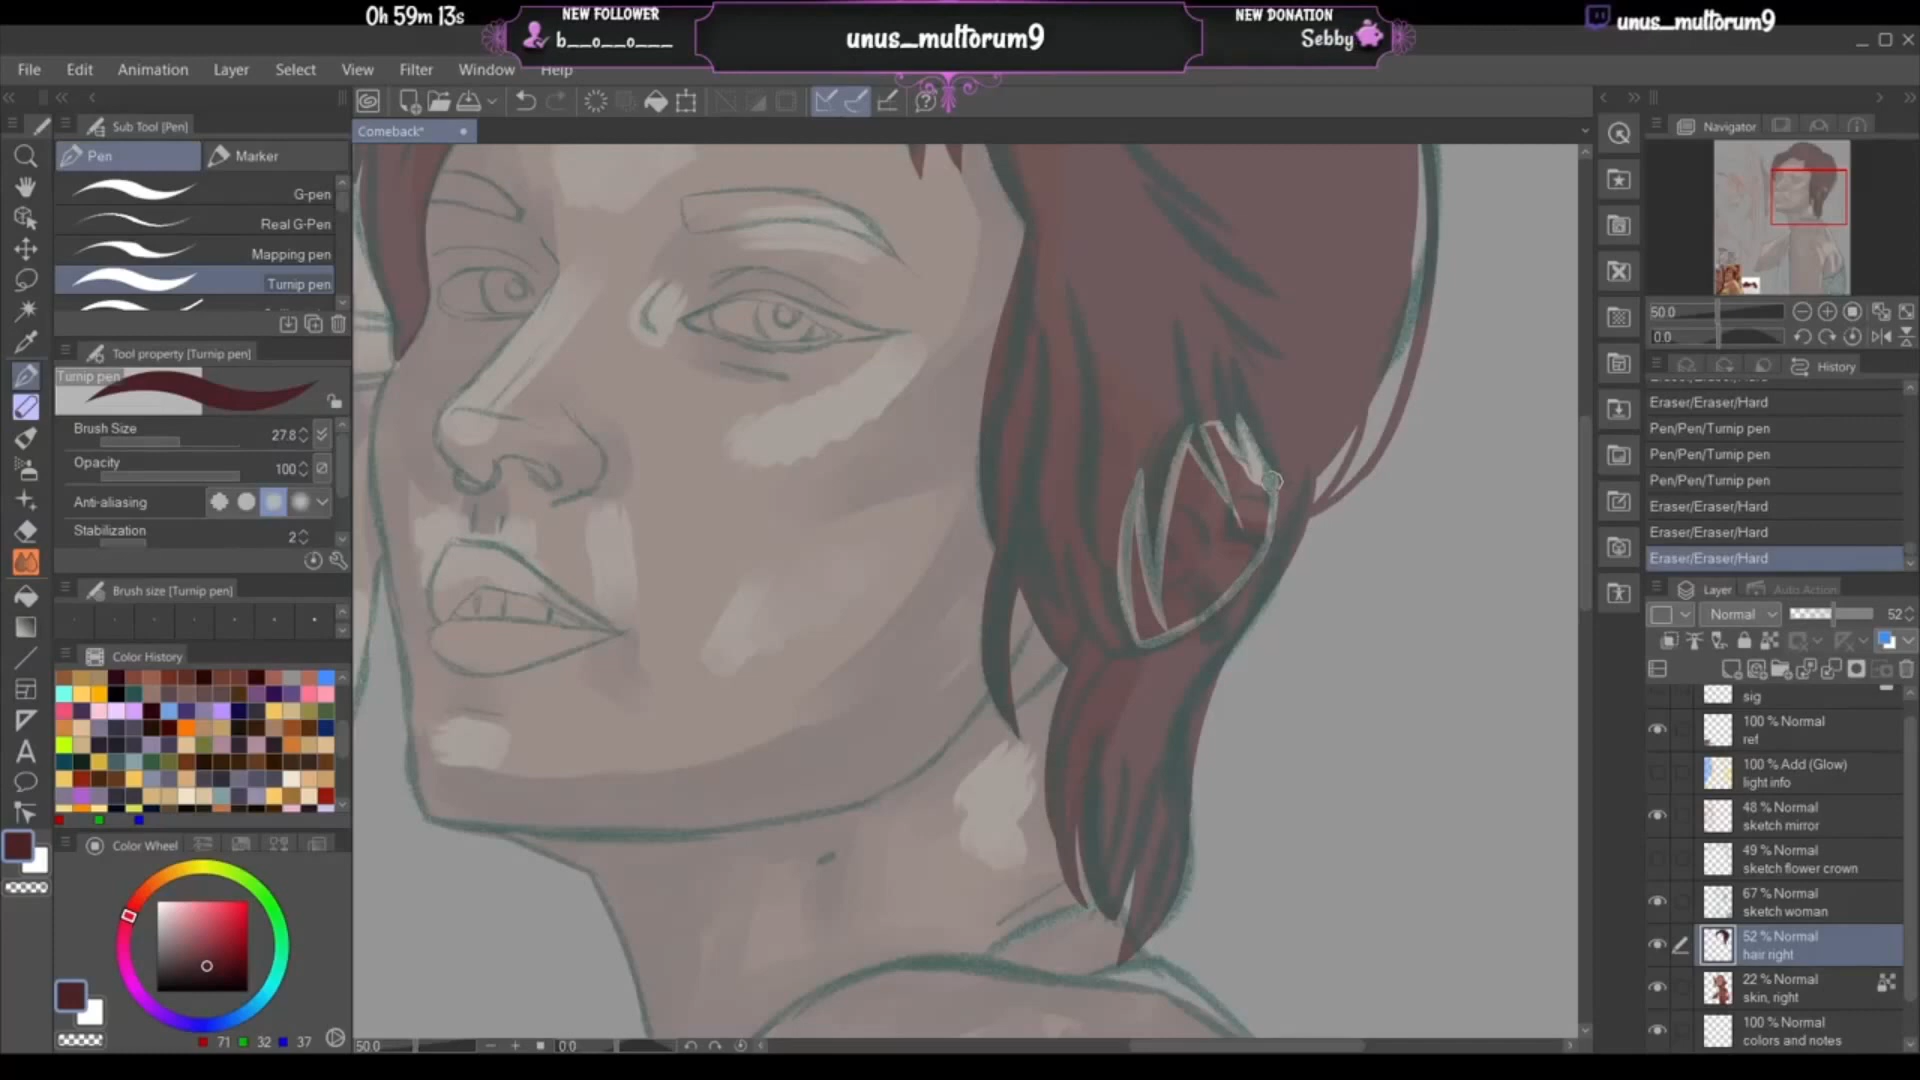 0h 59m 13s
NEW FOLLOWER
b__o__o___
unus_multorum9
NEW DONATION
Sebby
unus_multorum9
File Edit Animation Layer Select View Filter Window Help
Sub Tool [Pen]
Pen
Marker
G-pen
Real G-Pen
Mapping pen
Turnip pen
Tool property [Turnip pen]
Turnip pen
Brush Size 27.8
Opacity 100
Anti-aliasing
Stabilization 2
Brush size [Turnip pen]
Color History
Color Wheel
71 32 37
Comeback*
50.0 0.0
Navigator
50.0
0.0
History
Eraser/Eraser/Hard
Pen/Pen/Turnip pen
Pen/Pen/Turnip pen
Pen/Pen/Turnip pen
Eraser/Eraser/Hard
Eraser/Eraser/Hard
Eraser/Eraser/Hard
Layer Auto Action
Normal 52
sig
100 % Normal
ref
100 % Add (Glow)
light info
48 % Normal
sketch mirror
49 % Normal
sketch flower crown
67 % Normal
sketch woman
52 % Normal
hair right
22 % Normal
skin, right
100 % Normal
colors and notes